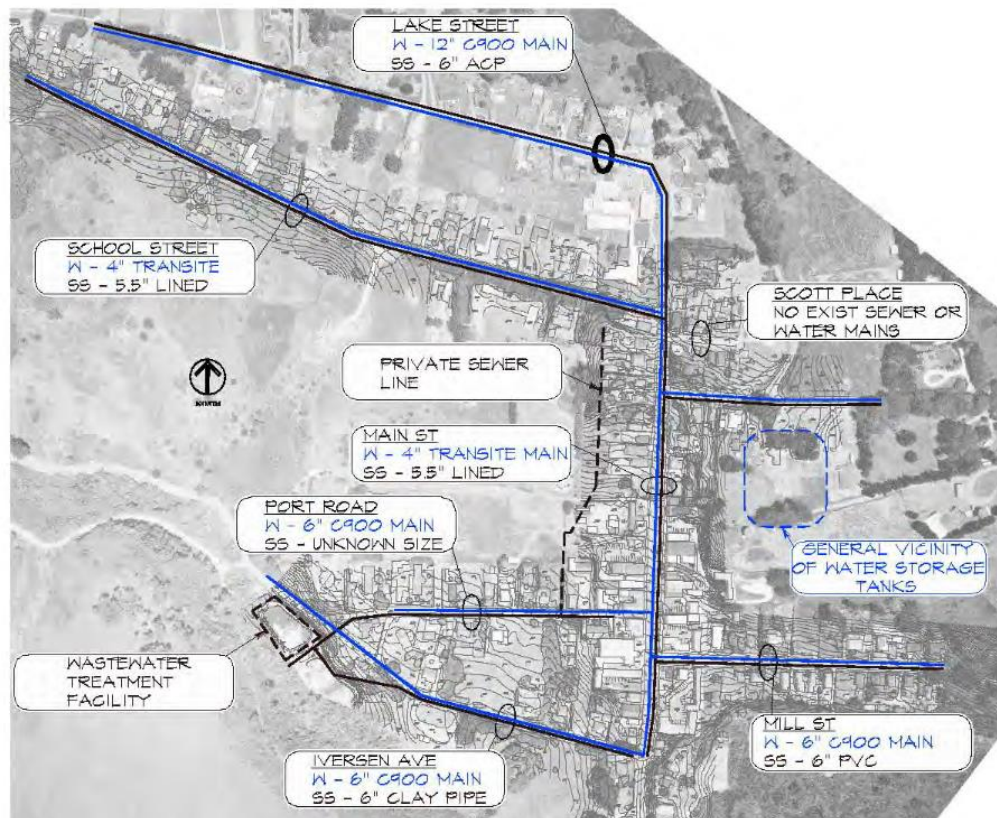 LAKE STREET
W - 12" C900 MAIN
SS - 6" ACP
SCHOOL STREET
W - 4" TRANSITE
SS - 5.5" LINED
SCOTT PLACE
NO EXIST SEWER OR
WATER MAINS
PRIVATE SEWER
LINE
NORTH
MAIN ST
W - 4" TRANSITE MAIN
SS - 5.5" LINED
PORT ROAD
W - 6" C900 MAIN
SS - UNKNOWN SIZE
GENERAL VICINITY
OF WATER STORAGE
TANKS
WASTEWATER
TREATMENT
FACILITY
MILL ST
W - 6" C900 MAIN
SS - 6" PVC
IVERSEN AVE
W - 6" C900 MAIN
SS - 6" CLAY PIPE